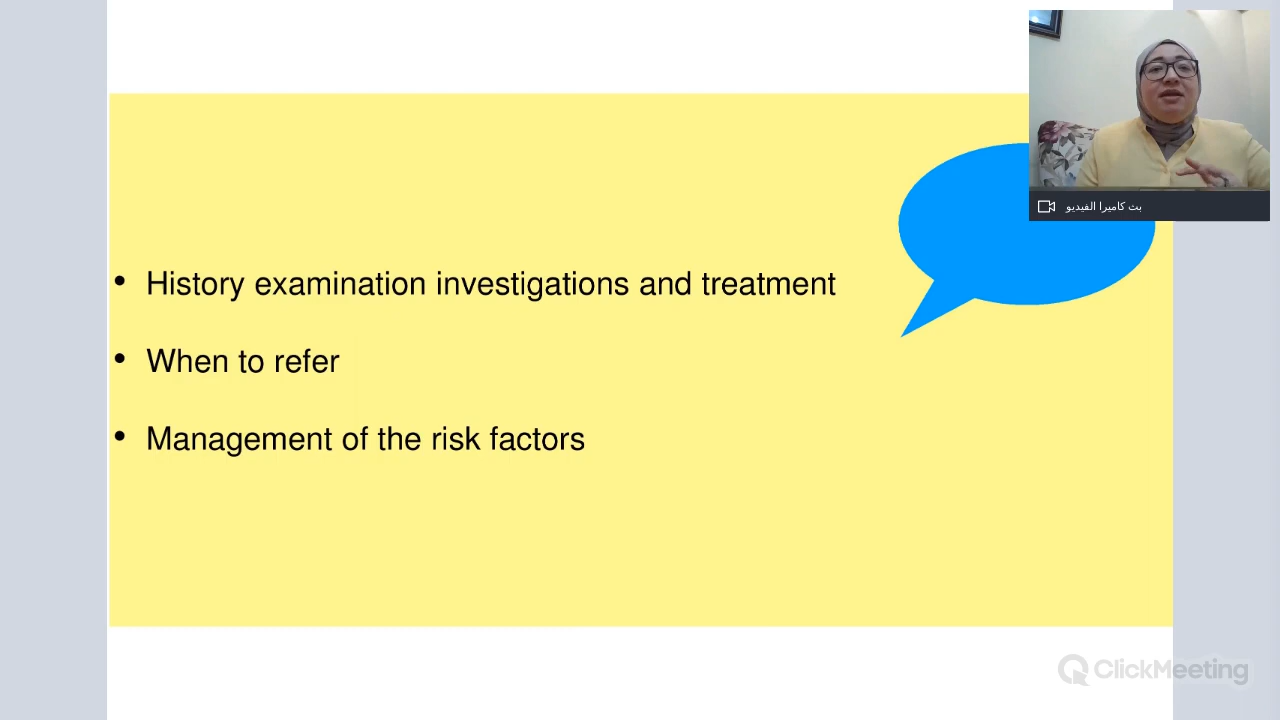 بث كاميرا الفيديو
• History examination investigations and treatment
• When to refer
• Management of the risk factors
ClickMeeting